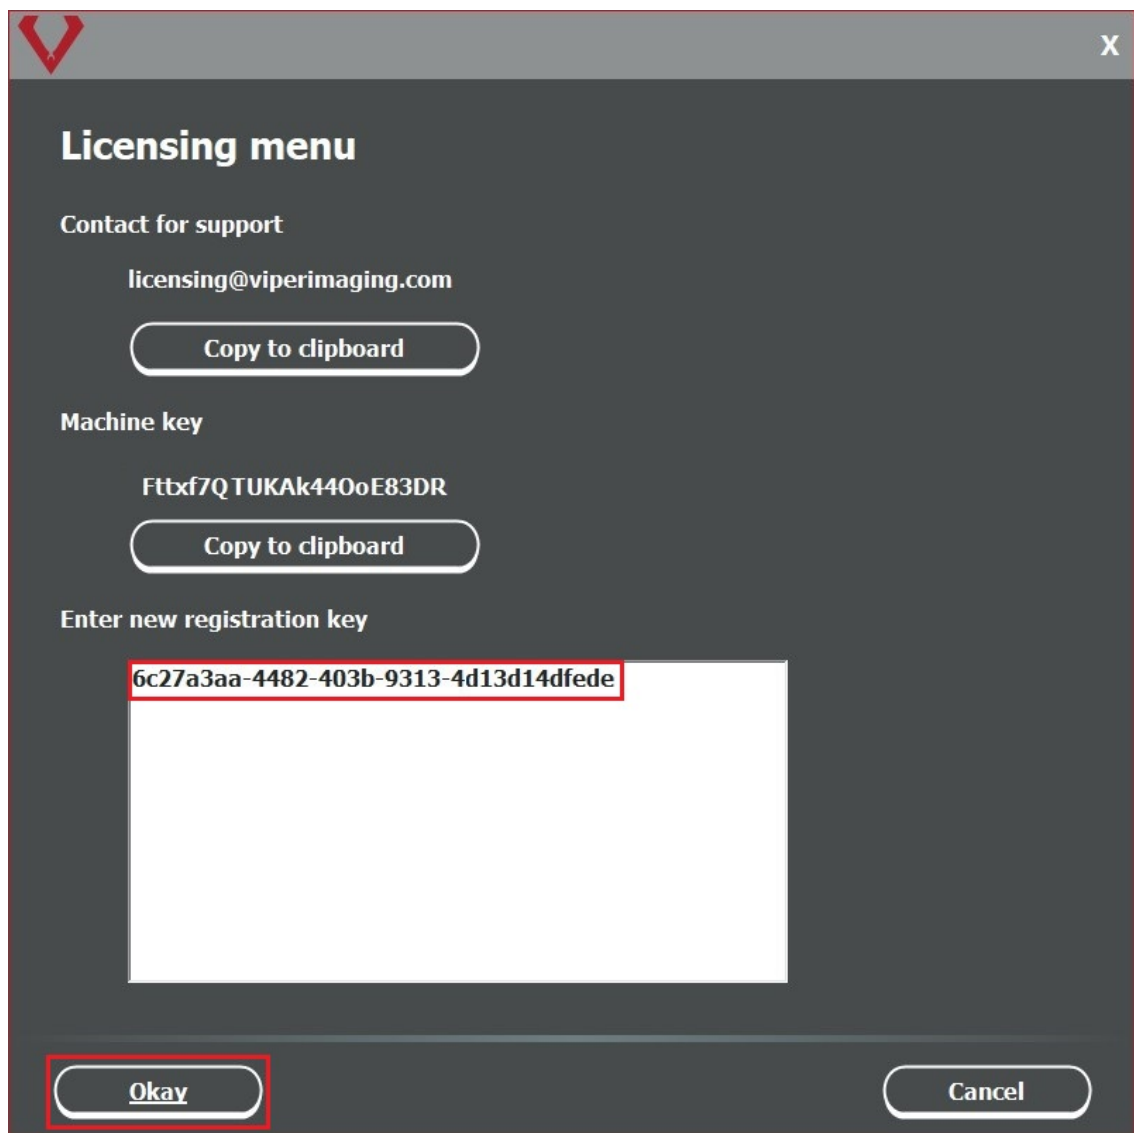 X
Licensing menu
Contact for support
licensing@viperimaging.com
Copy to clipboard
Machine key
Fttxf7QTUKAk44OoE83DR
Copy to clipboard
Enter new registration key
6c27a3aa-4482-403b-9313-4d13d14dfede
Okay
Cancel